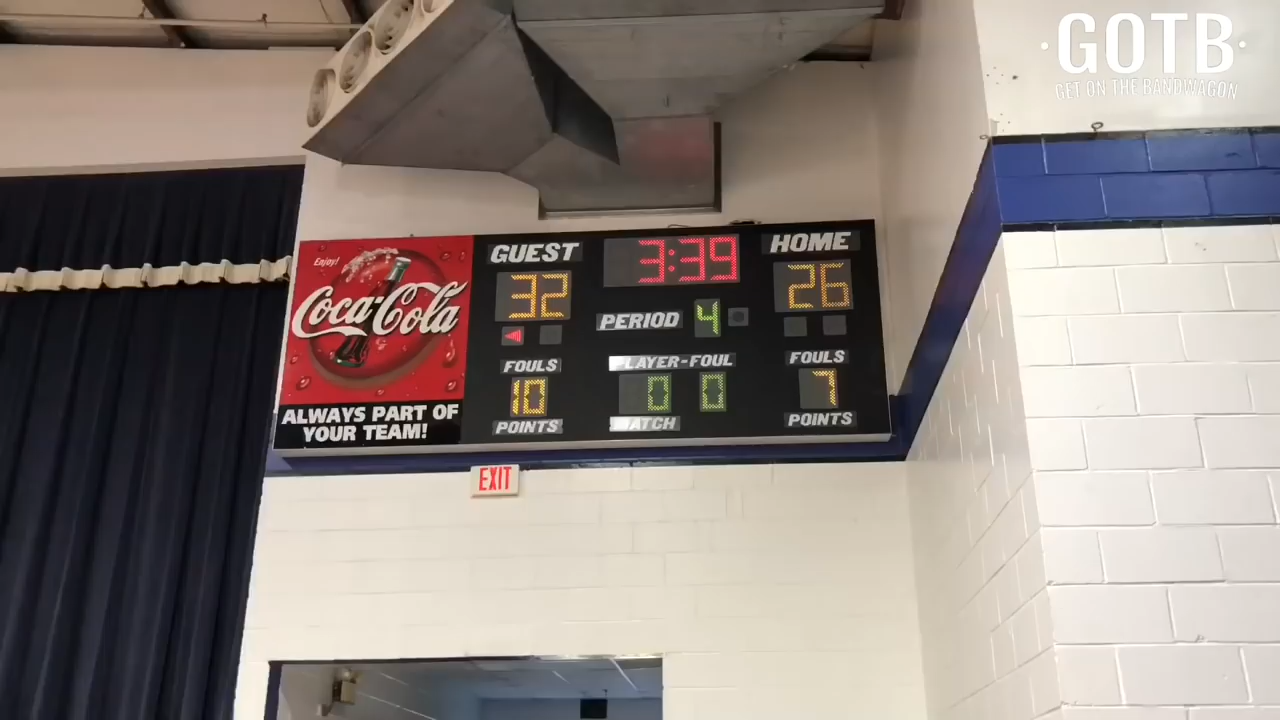 ·GOTB·
GET ON THE BANDWAGON
Enjoy!
Coca-Cola
ALWAYS PART OF
YOUR TEAM!
GUEST
3:39
HOME
32
26
PERIOD 4
FOULS
PLAYER-FOUL
FOULS
10
0 0
7
POINTS
MATCH
POINTS
EXIT